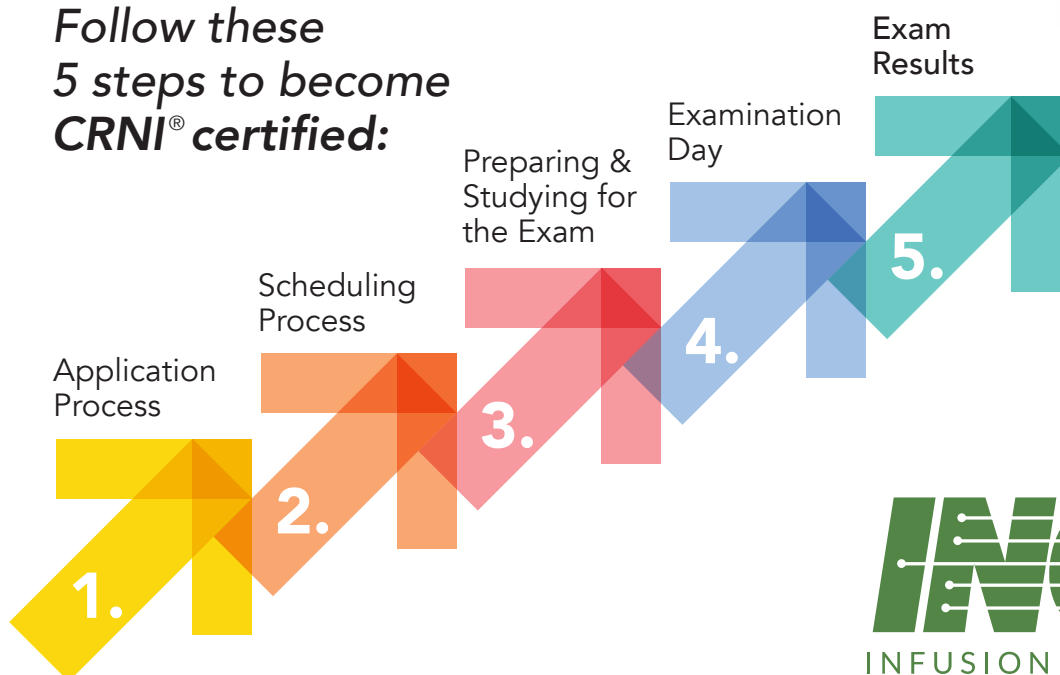 Follow these
5 steps to become
CRNI® certified:
Application
Process
1.
Scheduling
Process
2.
Preparing &
Studying for
the Exam
3.
Examination
Day
4.
Exam
Results
5.
INFUSION